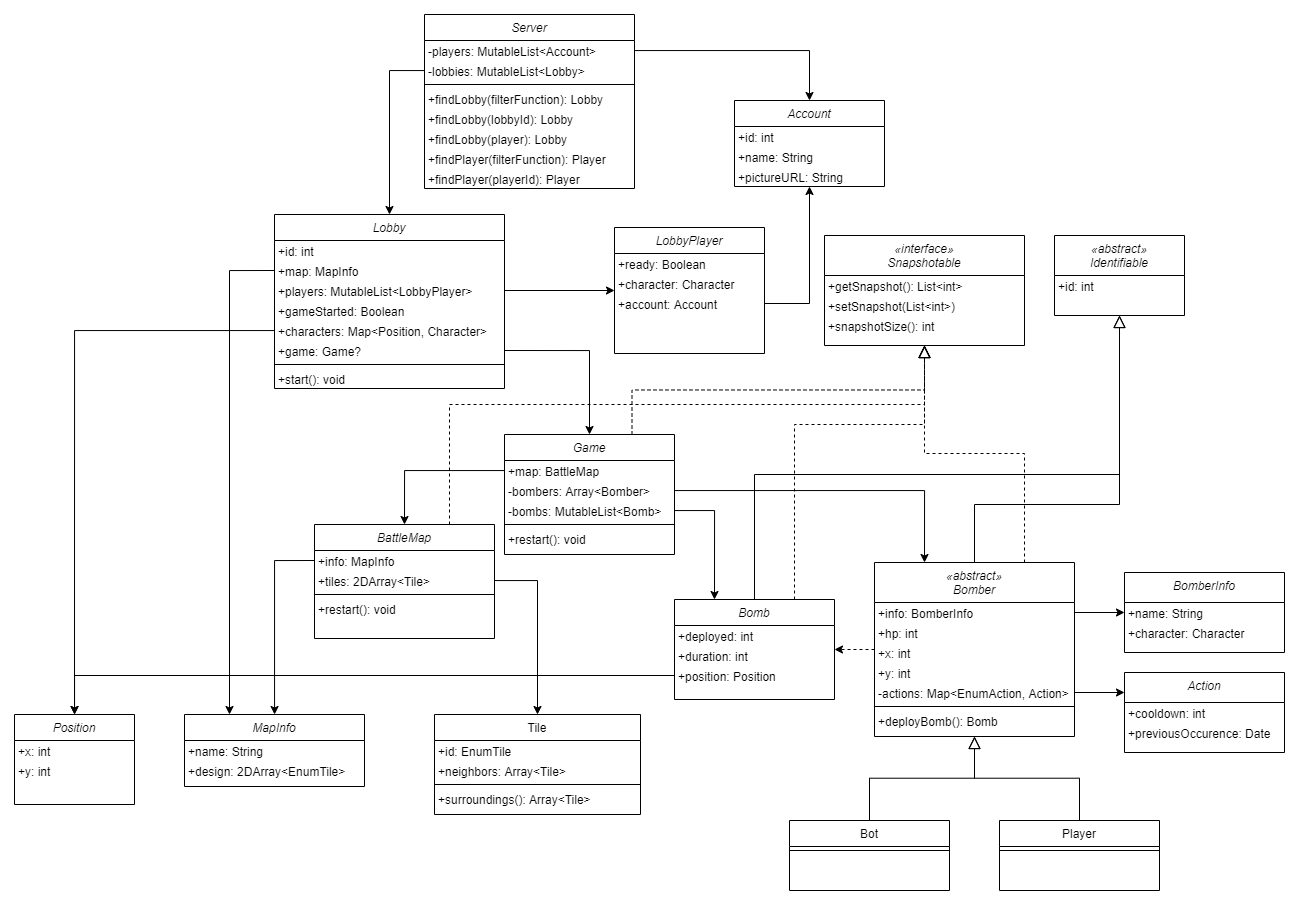 Server
-players: MutableList<Account>
-lobbies: MutableList<Lobby>
+findLobby(filterFunction): Lobby
+findLobby(lobbyId): Lobby
+findLobby(player): Lobby
+findPlayer(filterFunction): Player
+findPlayer(playerId): Player
Account
+id: int
+name: String
+pictureURL: String
Lobby
+id: int
+map: MapInfo
+players: MutableList<LobbyPlayer>
+gameStarted: Boolean
+characters: Map<Position, Character>
+game: Game?
+start(): void
LobbyPlayer
+ready: Boolean
+character: Character
+account: Account
«interface»
Snapshotable
+getSnapshot(): List<int>
+setSnapshot(List<int>)
+snapshotSize(): int
«abstract»
Identifiable
+id: int
Game
+map: BattleMap
-bombers: Array<Bomber>
-bombs: MutableList<Bomb>
+restart(): void
BattleMap
+info: MapInfo
+tiles: 2DArray<Tile>
+restart(): void
Bomb
+deployed: int
+duration: int
+position: Position
«abstract»
Bomber
+info: BomberInfo
+hp: int
+x: int
+y: int
-actions: Map<EnumAction, Action>
+deployBomb(): Bomb
BomberInfo
+name: String
+character: Character
Action
+cooldown: int
+previousOccurence: Date
Position
+x: int
+y: int
MapInfo
+name: String
+design: 2DArray<EnumTile>
Tile
+id: EnumTile
+neighbors: Array<Tile>
+surroundings(): Array<Tile>
Bot
Player